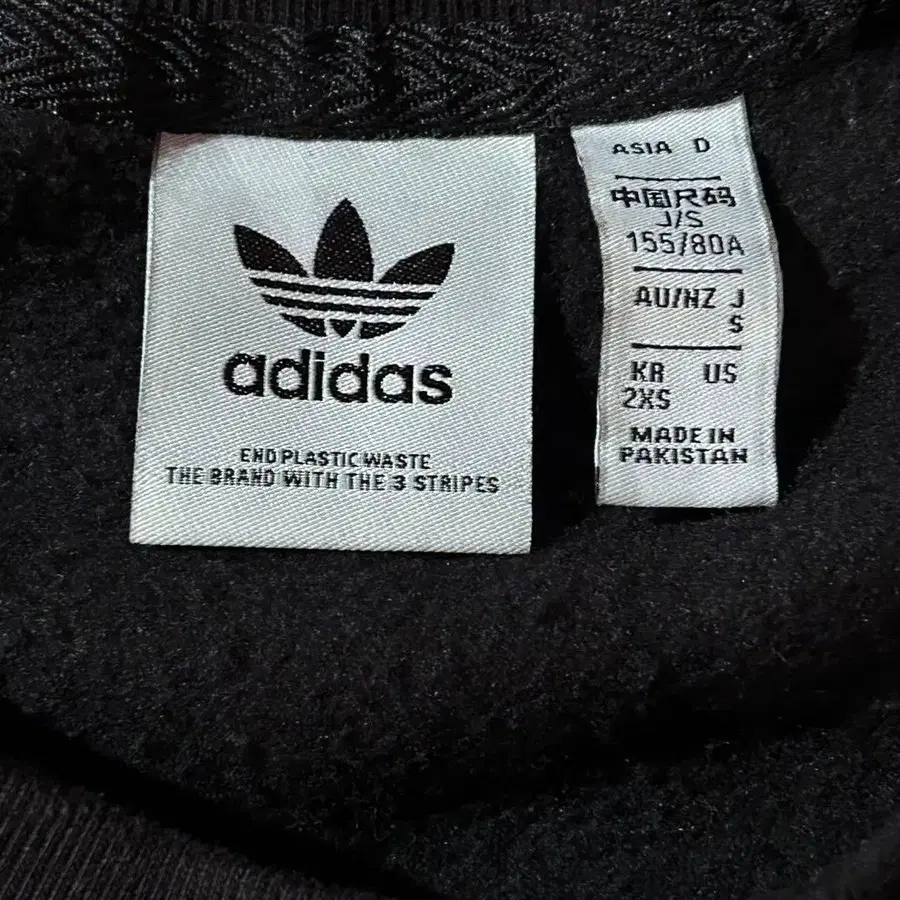 adidas
END PLASTIC WASTE
THE BRAND WITH THE 3 STRIPES
ASIA D
中国尺码
J/S
155/80A
AU/NZ J
S
KR US
2XS
MADE IN
PAKISTAN